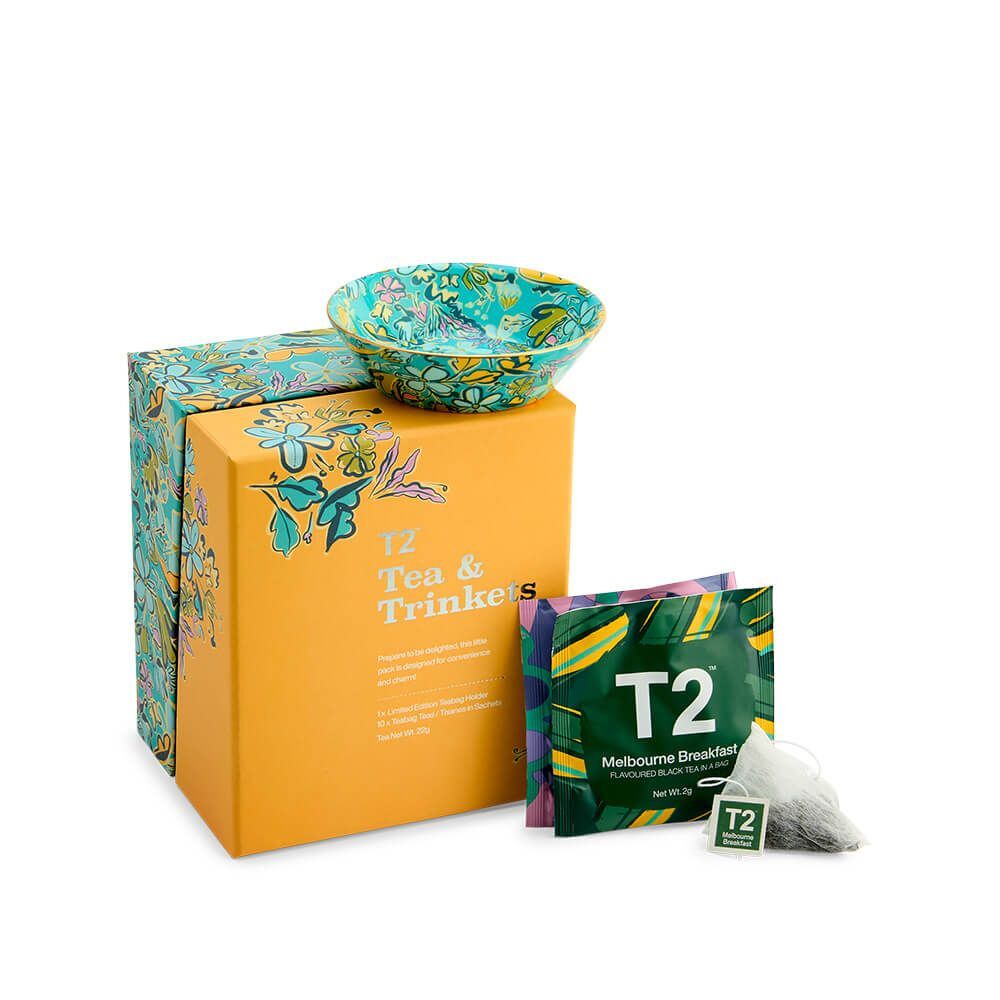 T2™
Tea &
Trinkets
Prepare to be delighted, this little
pack is designed for convenience
and charm!
1 x Limited Edition Teabag Holder
10 x Teabag Teas / Tisanes in Sachets
Tea Net Wt. 22g
T2™
Melbourne Breakfast
FLAVOURED BLACK TEA IN A BAG
Net Wt. 2g
T2
Melbourne
Breakfast